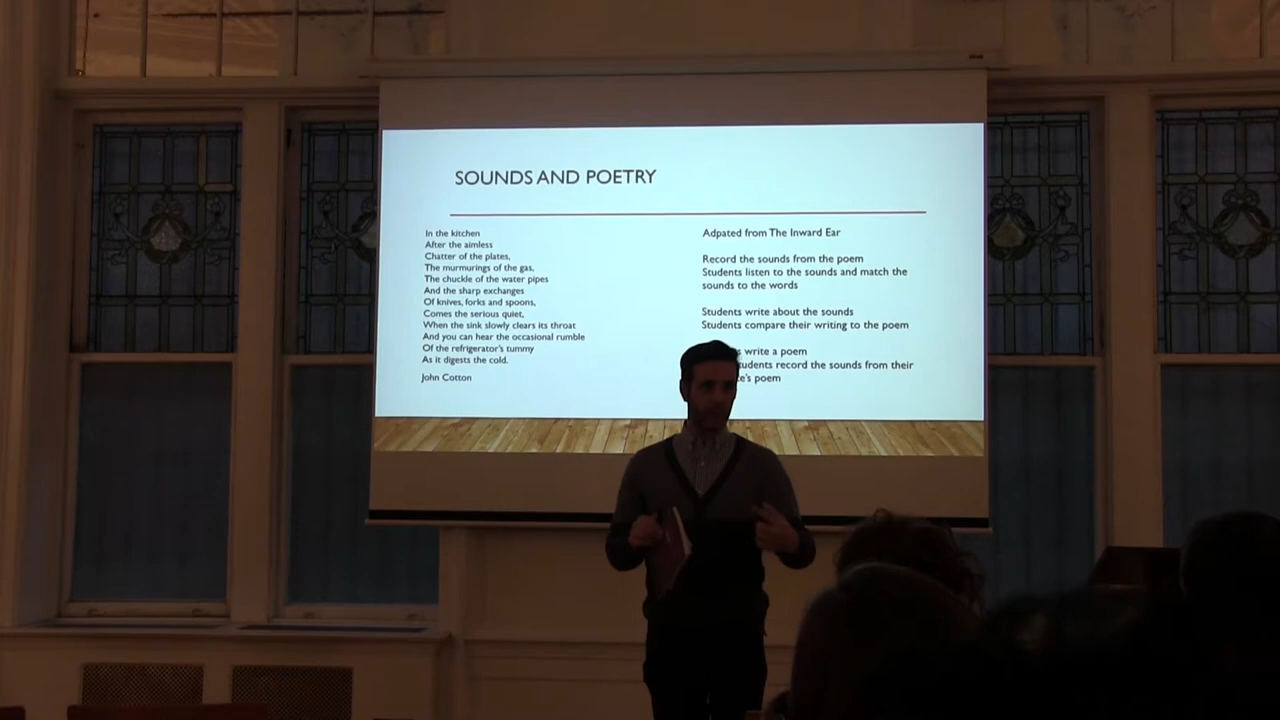 SOUNDS AND POETRY
In the kitchen
After the aimless
Chatter of the plates,
The murmurings of the gas,
The chuckle of the water pipes
And the sharp exchanges
Of knives, forks and spoons,
Comes the serious quiet,
When the sink slowly clears its throat
And you can hear the occasional rumble
Of the refrigerator's tummy
As it digests the cold.
John Cotton
Adpated from The Inward Ear
Record the sounds from the poem
Students listen to the sounds and match the
sounds to the words
Students write about the sounds
Students compare their writing to the poem
write a poem
record the sounds from their
poem